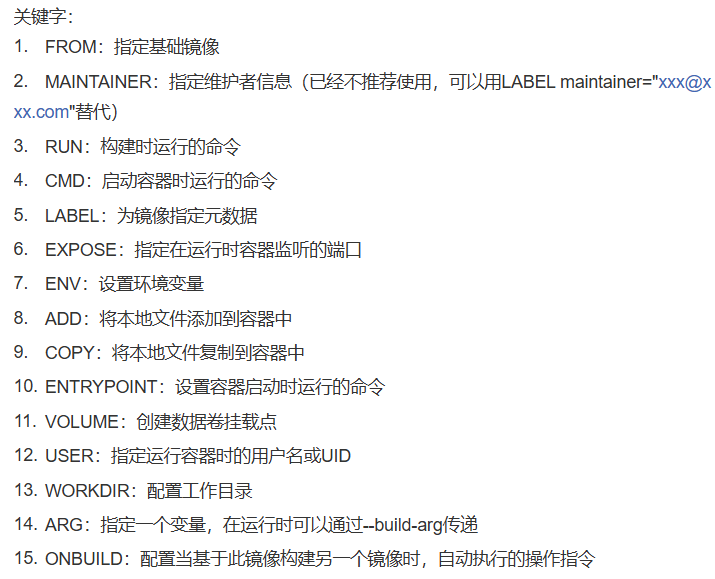 关键字：
1. FROM：指定基础镜像
2. MAINTAINER：指定维护者信息（已经不推荐使用，可以用LABEL maintainer="xxx@x
xx.com"替代）
3. RUN：构建时运行的命令
4. CMD：启动容器时运行的命令
5. LABEL：为镜像指定元数据
6. EXPOSE：指定在运行时容器监听的端口
7. ENV：设置环境变量
8. ADD：将本地文件添加到容器中
9. COPY：将本地文件复制到容器中
10. ENTRYPOINT：设置容器启动时运行的命令
11. VOLUME：创建数据卷挂载点
12. USER：指定运行容器时的用户名或UID
13. WORKDIR：配置工作目录
14. ARG：指定一个变量，在运行时可以通过--build-arg传递
15. ONBUILD：配置当基于此镜像构建另一个镜像时，自动执行的操作指令